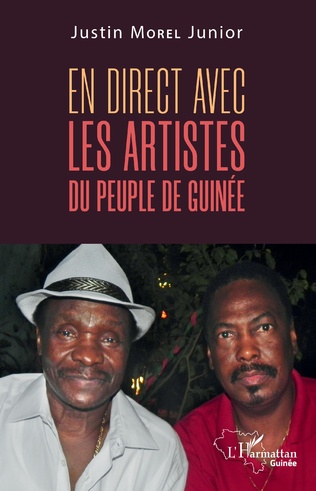 Justin Morel Junior
EN DIRECT AVEC
LES ARTISTES
DU PEUPLE DE GUINÉE
L'Harmattan
Guinée